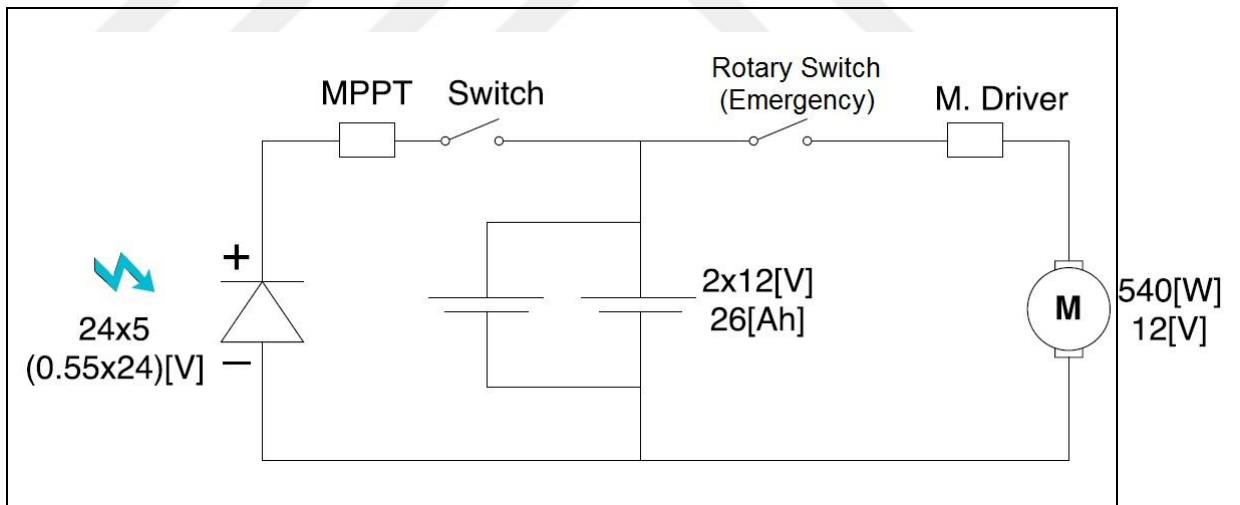 MPPT
Switch
Rotary Switch
(Emergency)
M. Driver
+
24x5
(0.55x24)[V]
−
2x12[V]
26[Ah]
M
540[W]
12[V]